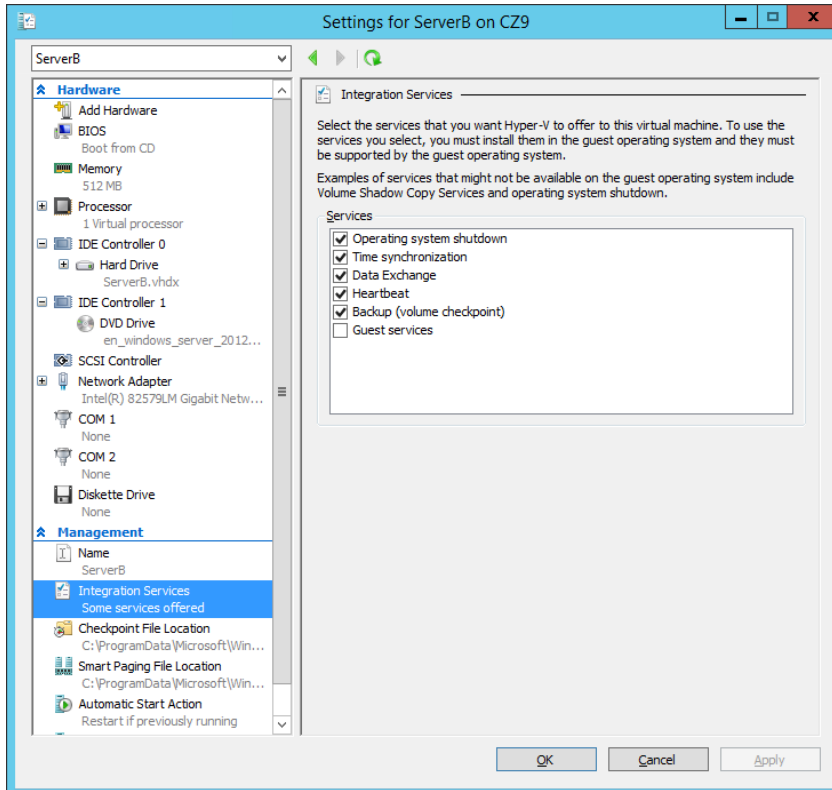 Settings for ServerB on CZ9
ServerB
Hardware
Add Hardware
BIOS
Boot from CD
Memory
512 MB
Processor
1 Virtual processor
IDE Controller 0
Hard Drive
ServerB.vhdx
IDE Controller 1
DVD Drive
en_windows_server_2012...
SCSI Controller
Network Adapter
Intel(R) 82579LM Gigabit Netw...
COM 1
None
COM 2
None
Diskette Drive
None
Management
Name
ServerB
Integration Services
Some services offered
Checkpoint File Location
C:\ProgramData\Microsoft\Win...
Smart Paging File Location
C:\ProgramData\Microsoft\Win...
Automatic Start Action
Restart if previously running
Integration Services
Select the services that you want Hyper-V to offer to this virtual machine. To use the
services you select, you must install them in the guest operating system and they must
be supported by the guest operating system.
Examples of services that might not be available on the guest operating system include
Volume Shadow Copy Services and operating system shutdown.
Services
Operating system shutdown
Time synchronization
Data Exchange
Heartbeat
Backup (volume checkpoint)
Guest services
OK
Cancel
Apply